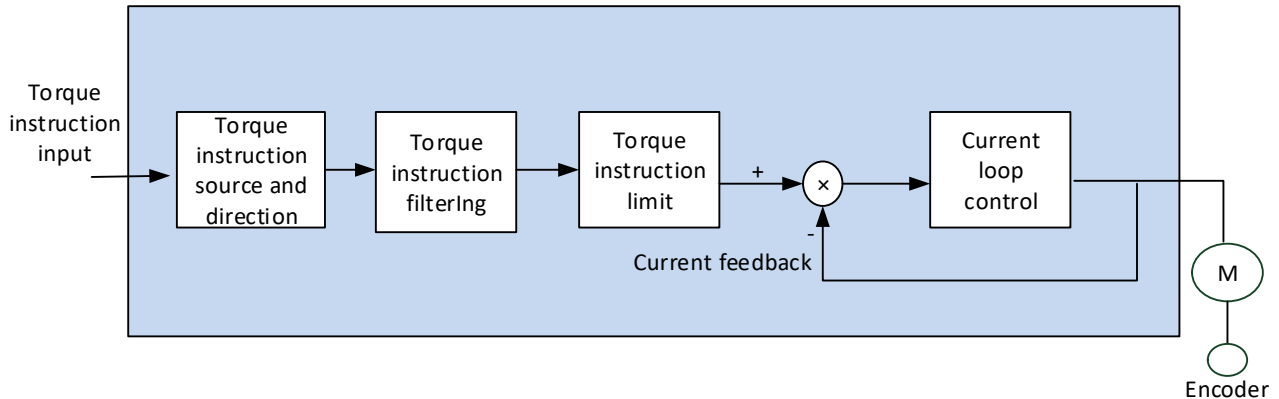 Torque
instruction
input
Torque
instruction
source and
direction
Torque
instruction
filterIng
Torque
instruction
limit
+
×
-
Current feedback
Current
loop
control
M
Encoder